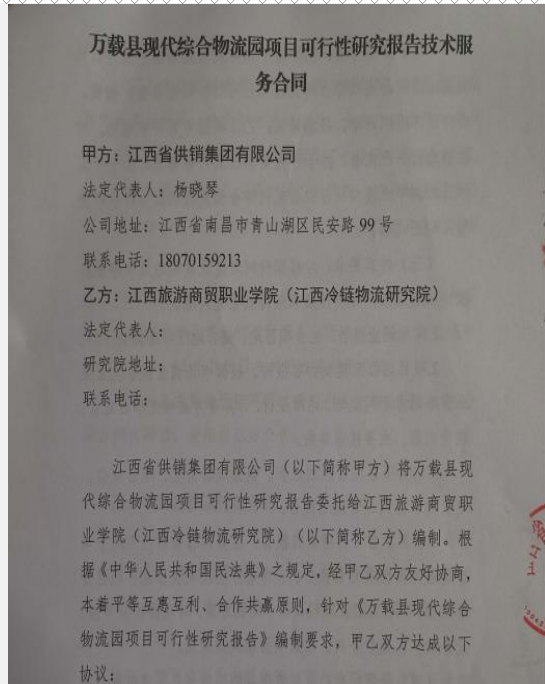 万载县现代综合物流园项目可行性研究报告技术服
务合同
甲方：江西省供销集团有限公司
法定代表人：杨晓琴
公司地址：江西省南昌市青山湖区民安路 99 号
联系电话：18070159213
乙方：江西旅游商贸职业学院（江西冷链物流研究院）
法定代表人：
研究院地址：
联系电话：
江西省供销集团有限公司（以下简称甲方）将万载县现
代综合物流园项目可行性研究报告委托给江西旅游商贸职
业学院（江西冷链物流研究院）（以下简称乙方）编制。根
据《中华人民共和国民法典》之规定，经甲乙双方友好协商，
本着平等互惠互利、合作共赢原则，针对《万载县现代综合
物流园项目可行性研究报告》编制要求，甲乙双方达成以下
协议：